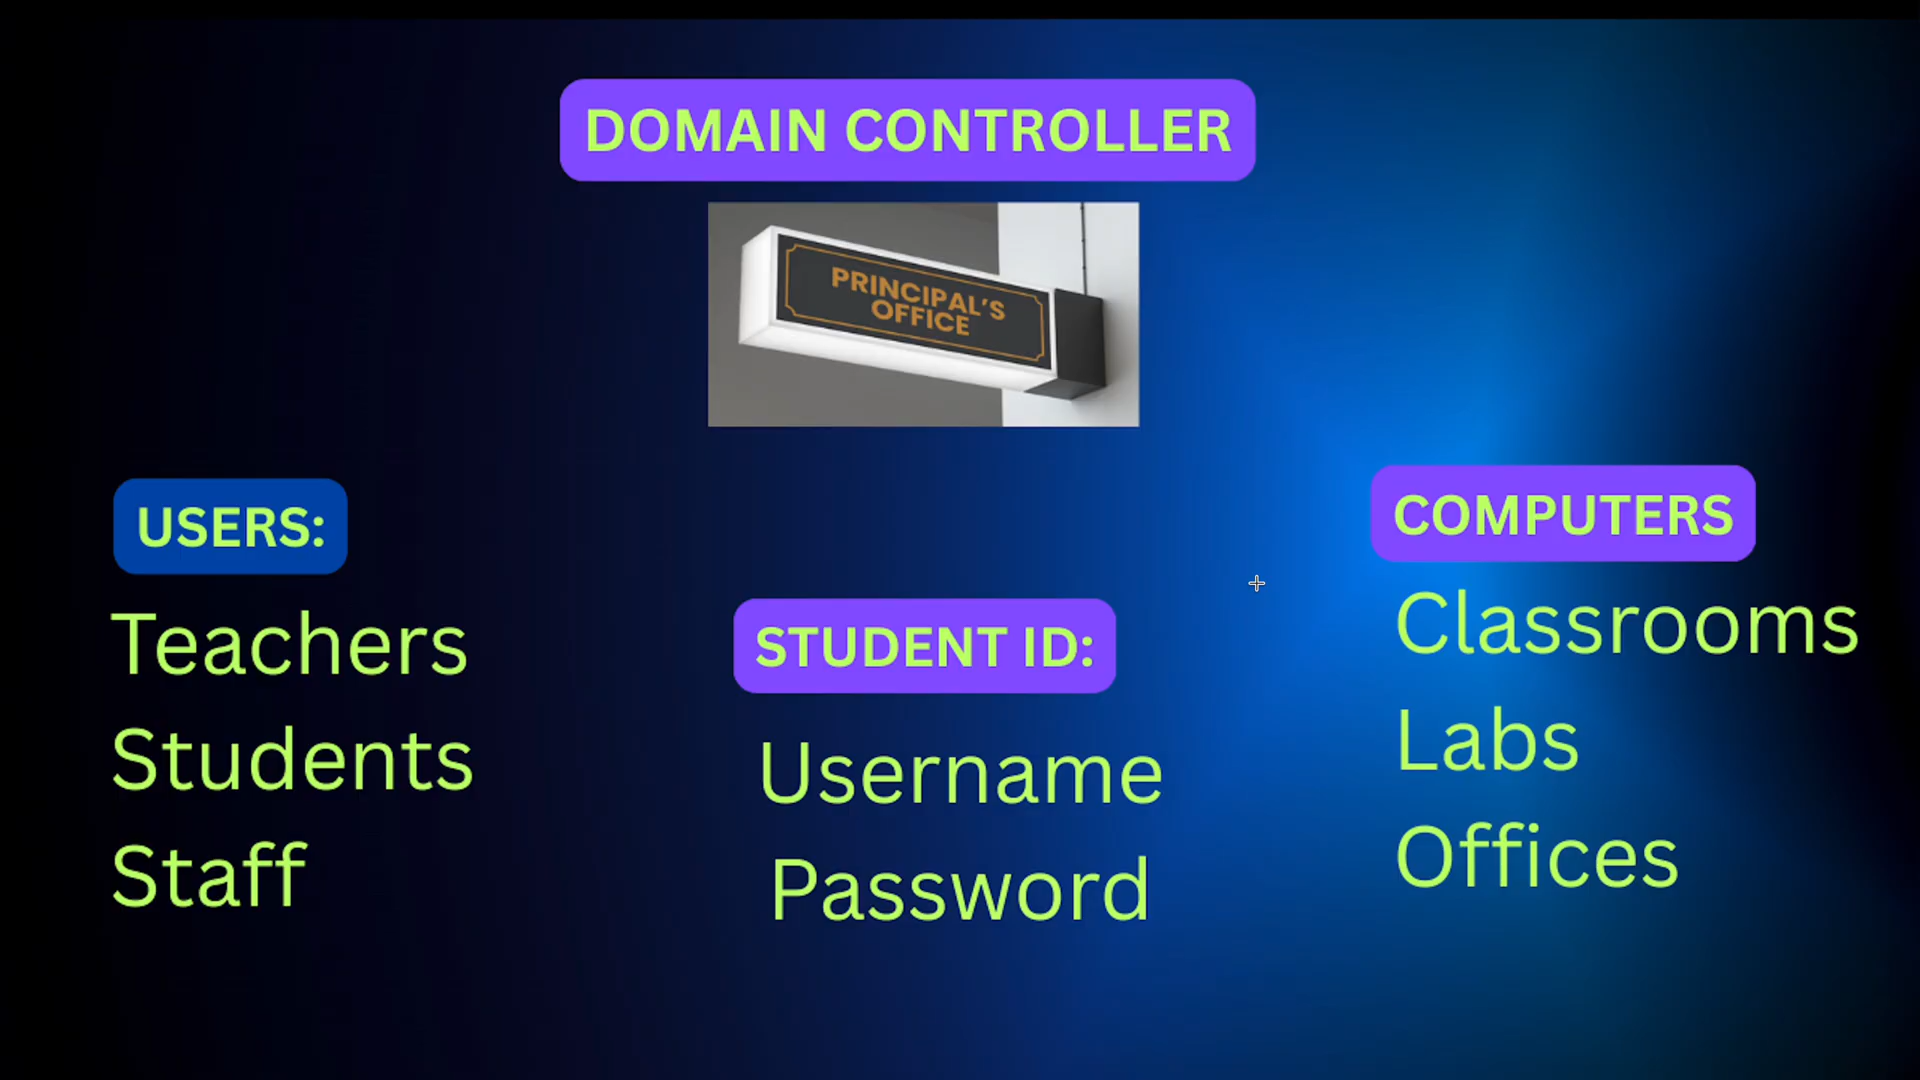 DOMAIN CONTROLLER
PRINCIPAL'S
OFFICE
USERS:
Teachers
Students
Staff
STUDENT ID:
Username
Password
COMPUTERS
Classrooms
Labs
Offices